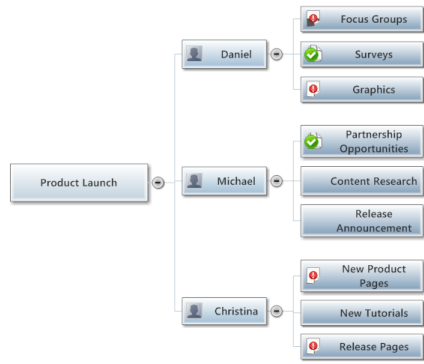 Focus Groups
Daniel
Surveys
Graphics
Partnership
Opportunities
Product Launch
Michael
Content Research
Release
Announcement
New Product
Pages
Christina
New Tutorials
Release Pages